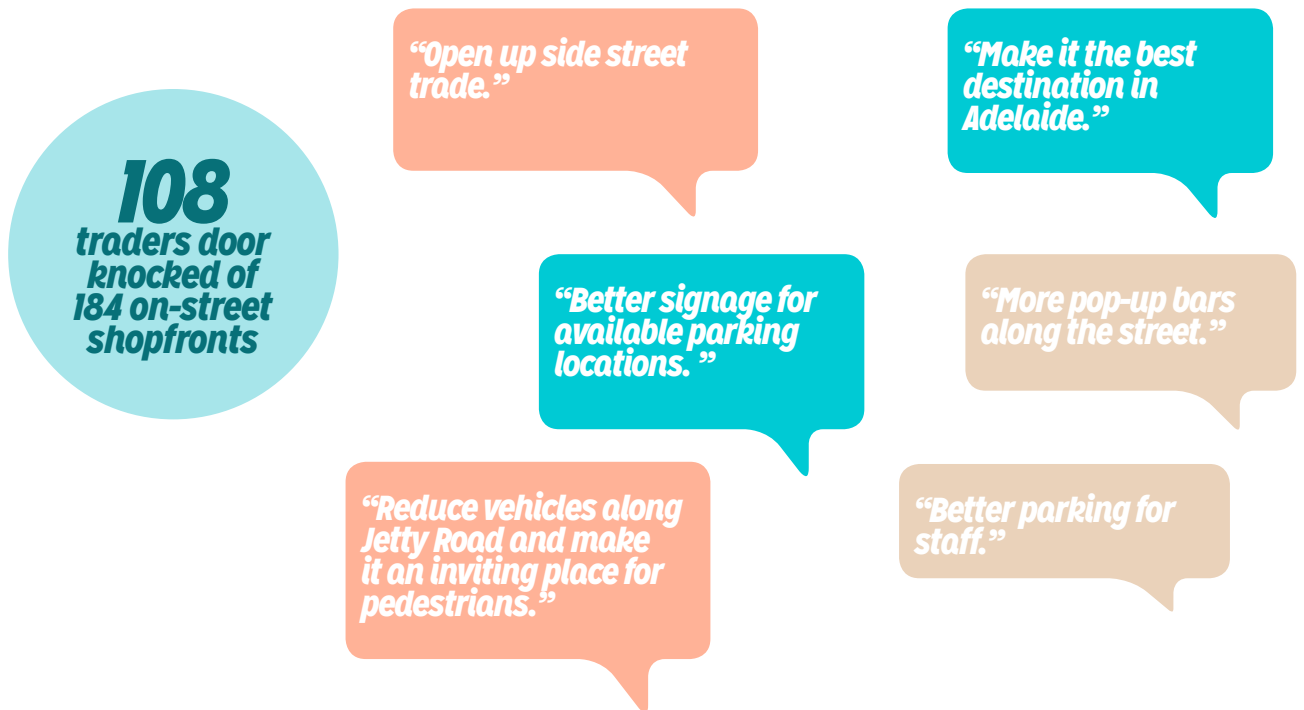 108
traders door
knocked of
184 on-street
shopfronts
“Open up side street
trade.”
“Make it the best
destination in
Adelaide.”
“Better signage for
available parking
locations. ”
“More pop-up bars
along the street.”
“Reduce vehicles along
Jetty Road and make
it an inviting place for
pedestrians.”
“Better parking for
staff.”